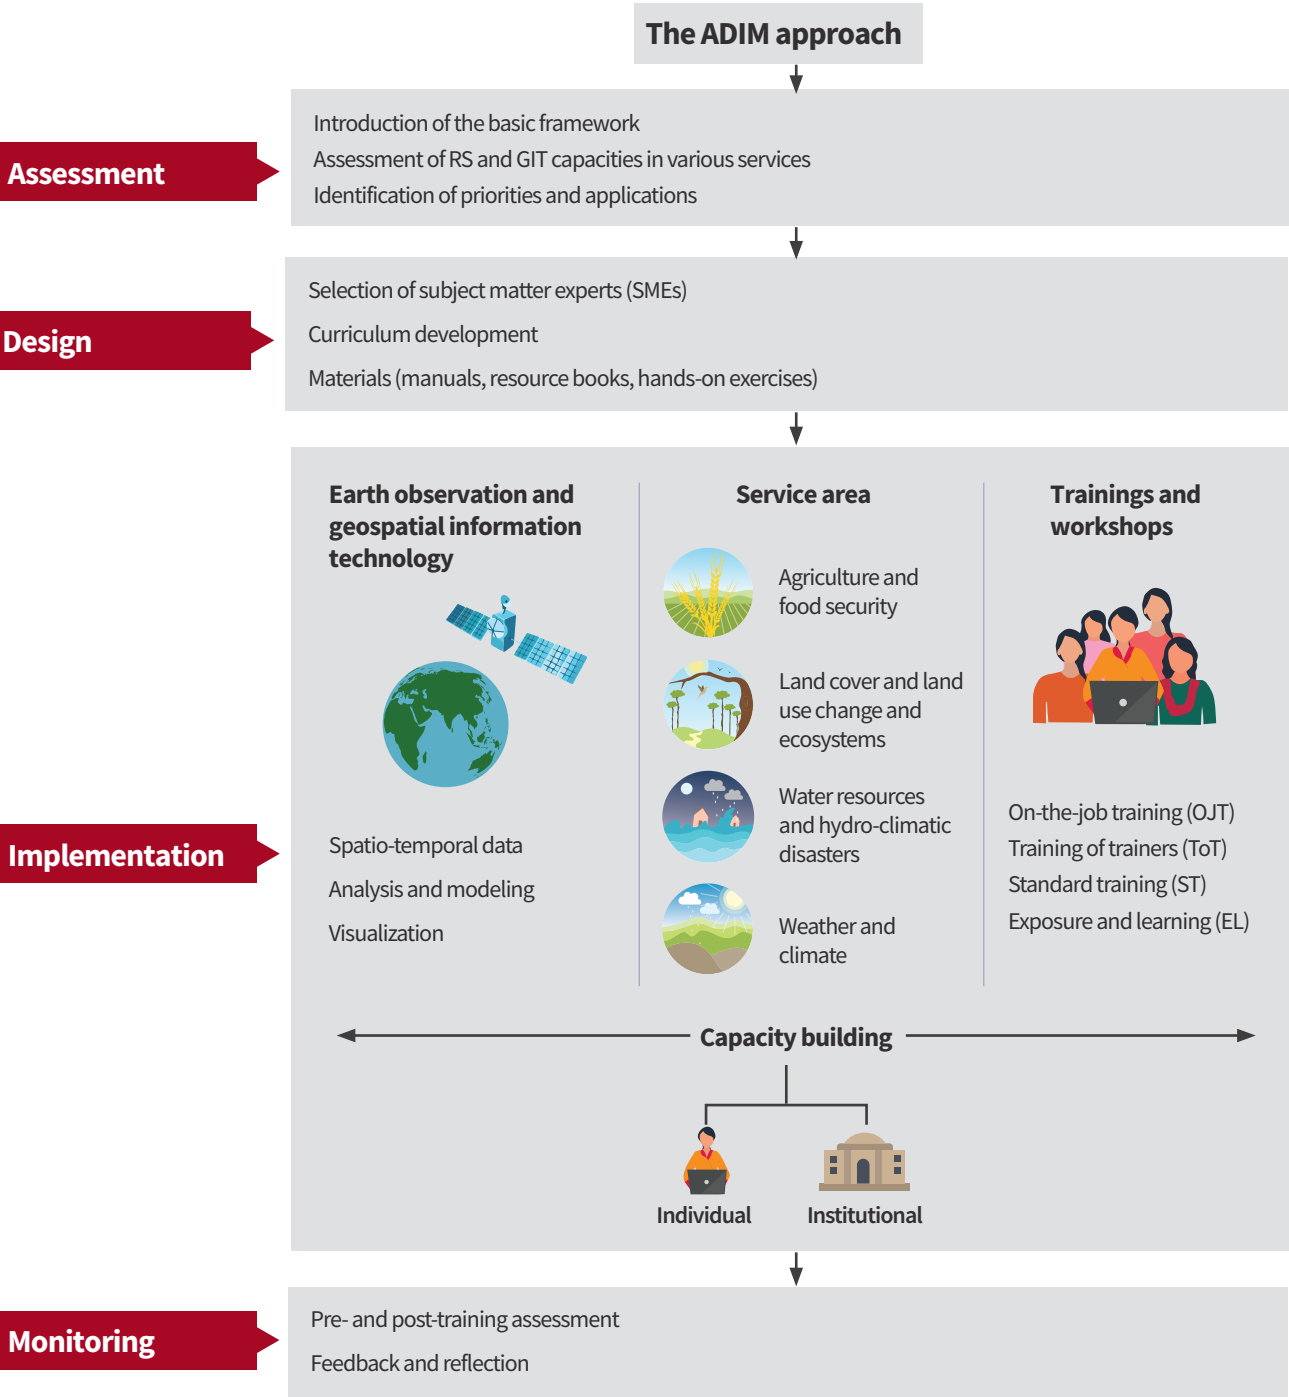 The ADIM approach
Assessment
Introduction of the basic framework
Assessment of RS and GIT capacities in various services
Identification of priorities and applications
Design
Selection of subject matter experts (SMEs)
Curriculum development
Materials (manuals, resource books, hands-on exercises)
Implementation
Earth observation and
geospatial information
technology
Spatio-temporal data
Analysis and modeling
Visualization
Service area
Agriculture and
food security
Land cover and land
use change and
ecosystems
Water resources
and hydro-climatic
disasters
Weather and
climate
Trainings and
workshops
On-the-job training (OJT)
Training of trainers (ToT)
Standard training (ST)
Exposure and learning (EL)
Capacity building
Individual
Institutional
Monitoring
Pre- and post-training assessment
Feedback and reflection